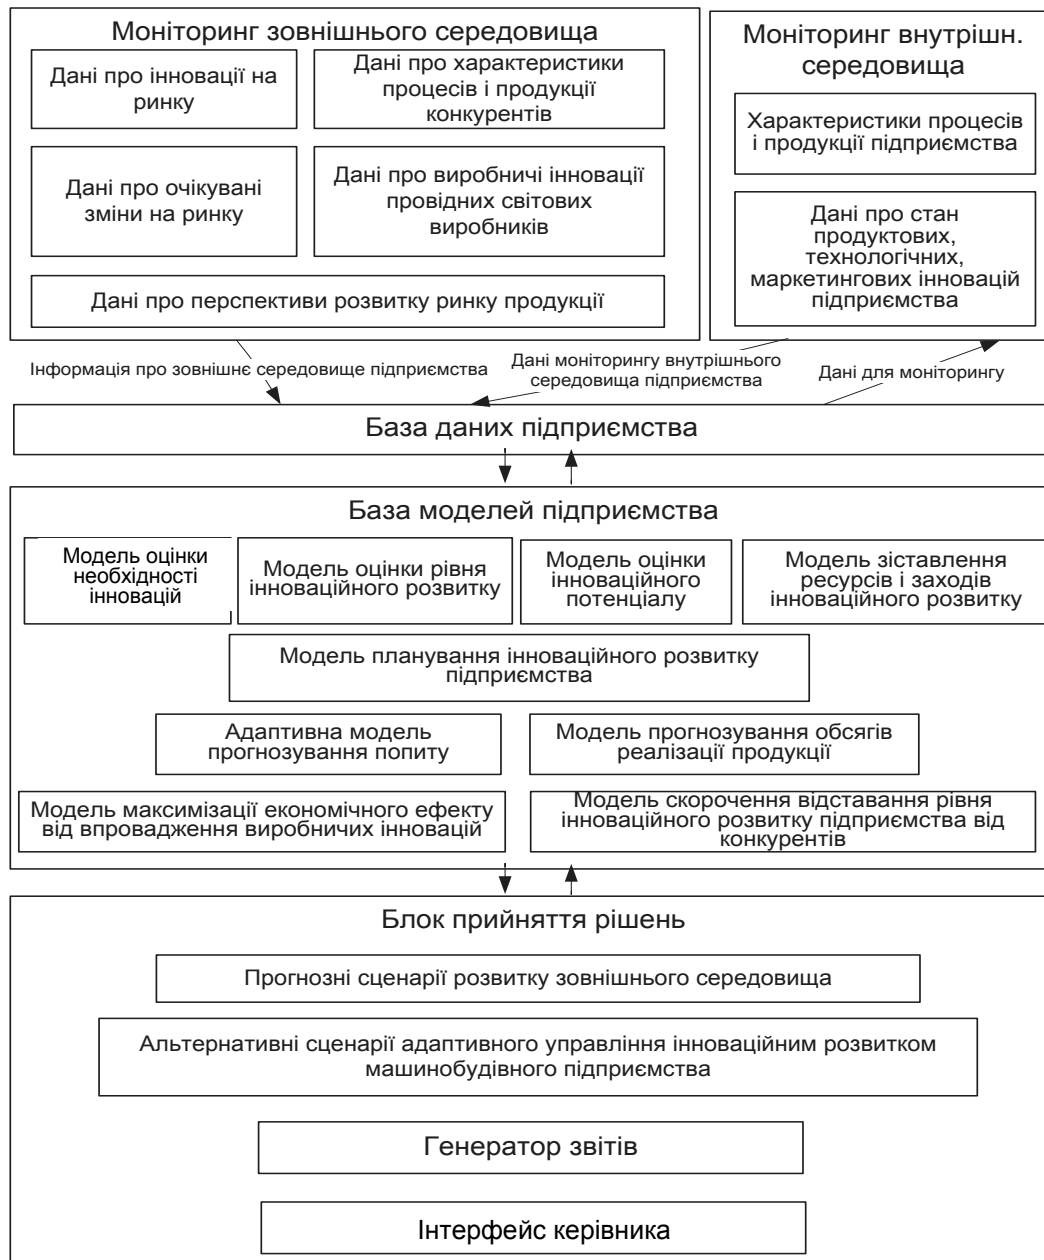 Моніторинг зовнішнього середовища
Дані про інновації на
ринку
Дані про характеристики
процесів і продукції
конкурентів
Дані про очікувані
зміни на ринку
Дані про виробничі інновації
провідних світових
виробників
Дані про перспективи розвитку ринку продукції
Моніторинг внутрішн.
середовища
Характеристики процесів
і продукції підприємства
Дані про стан
продуктових,
технологічних,
маркетингових інновацій
підприємства
Інформація про зовнішнє середовище підприємства
Дані моніторингу внутрішнього
середовища підприємства
Дані для моніторингу
База даних підприємства
База моделей підприємства
Модель оцінки
необхідності
інновацій
Модель оцінки рівня
інноваційного розвитку
Модель оцінки
інноваційного
потенціалу
Модель зіставлення
ресурсів і заходів
інноваційного розвитку
Модель планування інноваційного розвитку
підприємства
Адаптивна модель
прогнозування попиту
Модель прогнозування обсягів
реалізації продукції
Модель максимізації економічного ефекту
від впровадження виробничих інновацій
Модель скорочення відставання рівня
інноваційного розвитку підприємства від
конкурентів
Блок прийняття рішень
Прогнозні сценарії розвитку зовнішнього середовища
Альтернативні сценарії адаптивного управління інноваційним розвитком
машинобудівного підприємства
Генератор звітів
Інтерфейс керівника